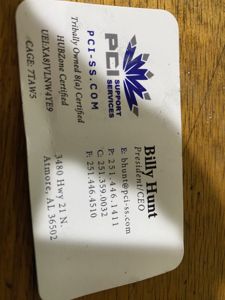 PCI
SUPPORT
SERVICES
PCI-SS.COM
Tribally Owned 8(a) Certified
HUBZone Certified
UEI:XA8JVLNW4YE9
CAGE: 7TAW5
Billy Hunt
President/CEO
E: bhunt@pci-ss.com
P: 251.446.1411
C: 251.359.0032
F: 251.446.4510
3480 Hwy 21 N.
Atmore, AL 36502